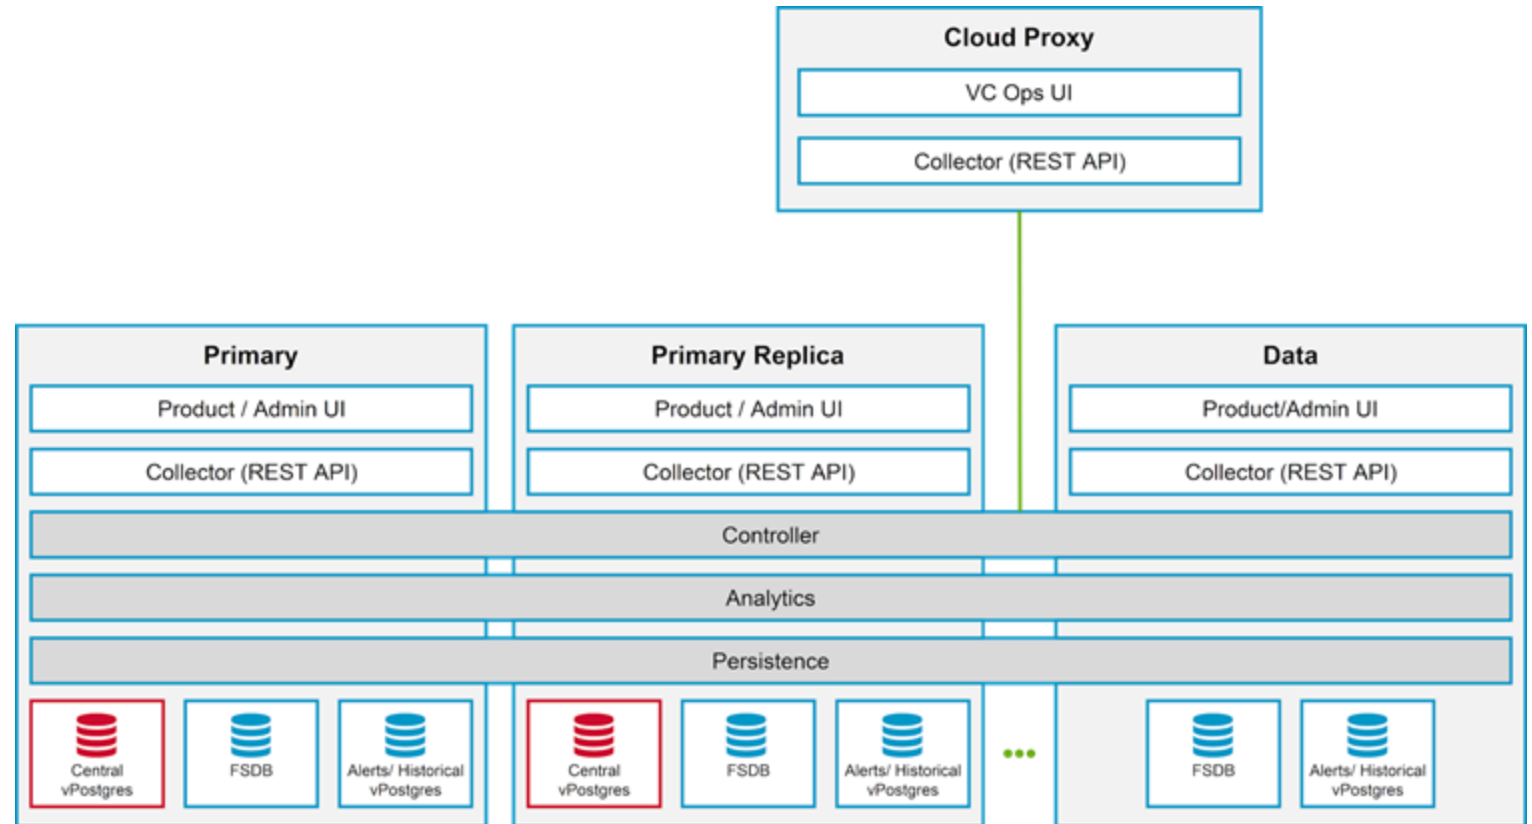 Cloud Proxy
VC Ops UI
Collector (REST API)
Primary
Product / Admin UI
Collector (REST API)
Primary Replica
Product / Admin UI
Collector (REST API)
Data
Product/Admin UI
Collector (REST API)
Controller
Analytics
Persistence
Central
vPostgres
FSDB
Alerts/ Historical
vPostgres
Central
vPostgres
FSDB
Alerts/ Historical
vPostgres
FSDB
Alerts/ Historical
vPostgres